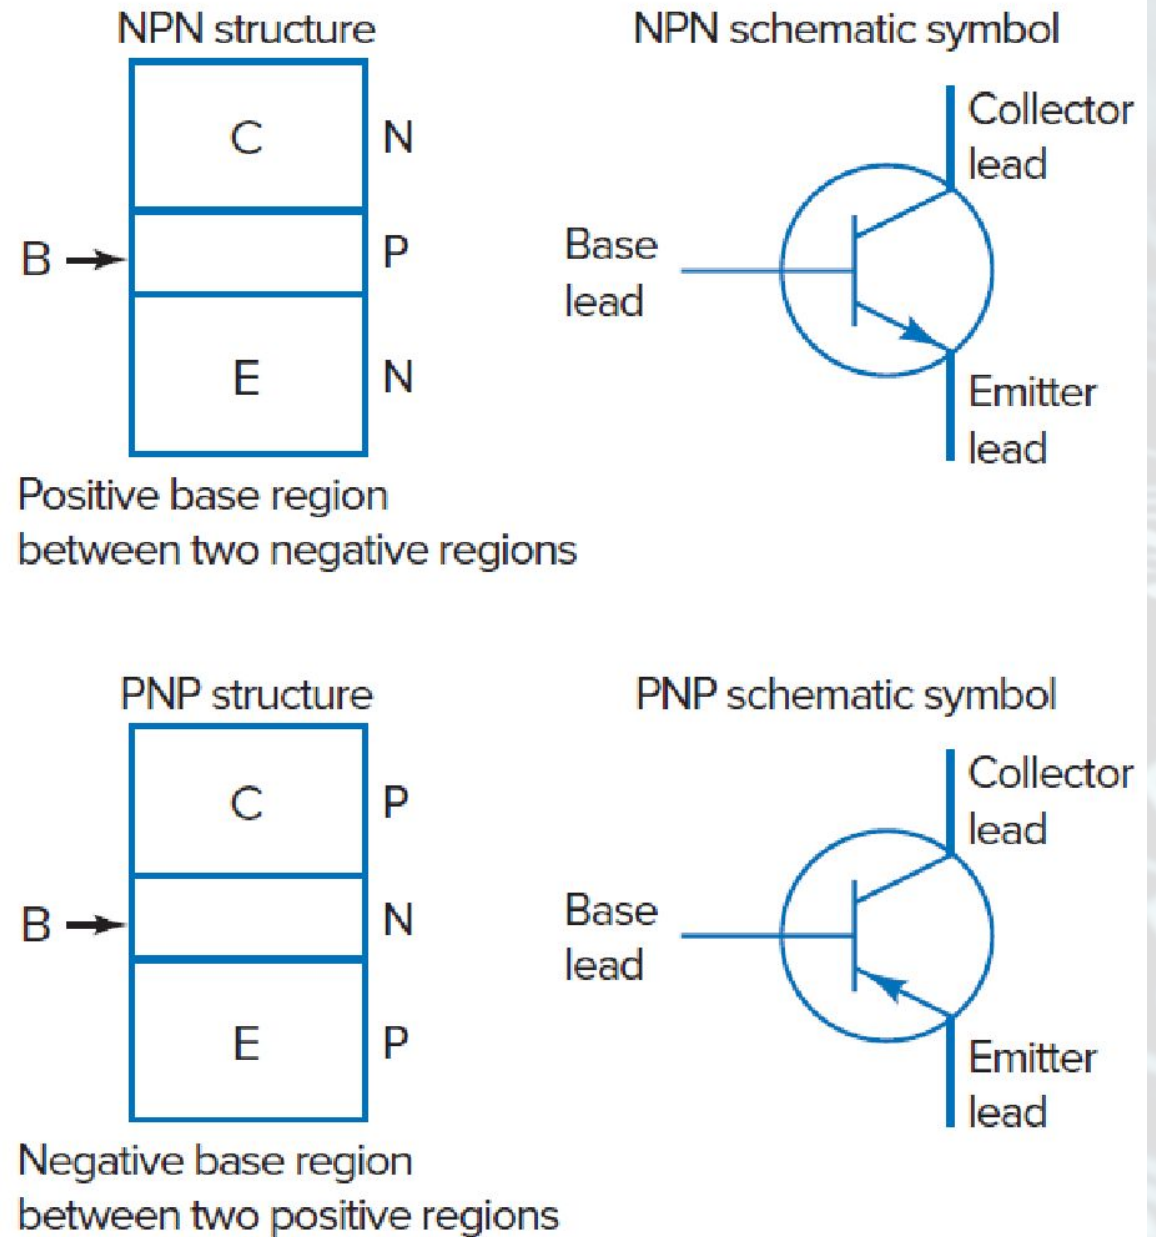 NPN structure
NPN schematic symbol
C
N
B
P
E
N
Collector
lead
Base
lead
Emitter
lead
Positive base region
between two negative regions
PNP structure
PNP schematic symbol
C
P
B
N
E
P
Collector
lead
Base
lead
Emitter
lead
Negative base region
between two positive regions